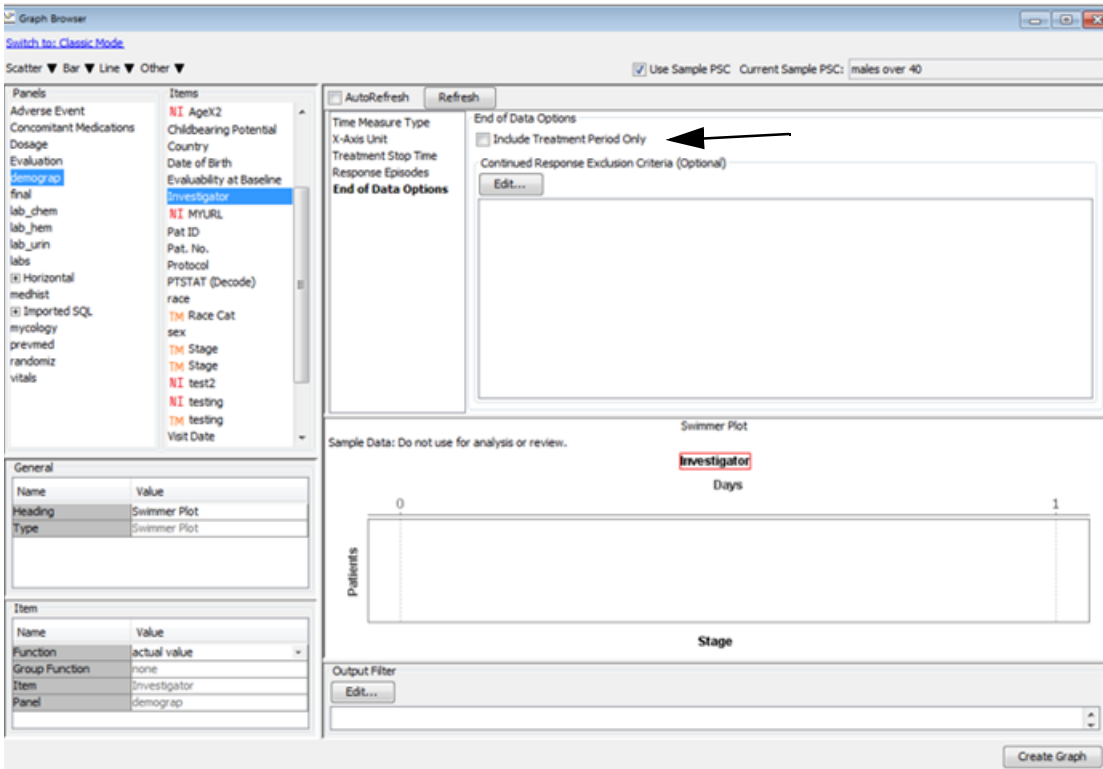 Graph Browser
Switch to: Classic Mode
Scatter ▼ Bar ▼ Line ▼ Other ▼
Use Sample PSC Current Sample PSC: males over 40
Panels
Adverse Event
Concomitant Medications
Dosage
Evaluation
demograp
final
lab_chem
lab_hem
lab_urin
labs
Horizontal
medhist
Imported SQL
mycology
prevmed
randomiz
vitals
Items
NI AgeX2
Childbearing Potential
Country
Date of Birth
Evaluability at Baseline
Investigator
NI MYURL
Pat ID
Pat. No.
Protocol
PTSTAT (Decode)
race
TM Race Cat
sex
TM Stage
TM Stage
NI test2
NI testing
TM testing
Visit Date
AutoRefresh Refresh
Time Measure Type
X-Axis Unit
Treatment Stop Time
Response Episodes
End of Data Options
End of Data Options
Include Treatment Period Only
Continued Response Exclusion Criteria (Optional)
Edit...
General
Name Value
Heading Swimmer Plot
Type Swimmer Plot
Item
Name Value
Function actual value
Group Function none
Item Investigator
Panel demograp
Swimmer Plot
Sample Data: Do not use for analysis or review.
Investigator
Days
0 1
Patients
Stage
Output Filter
Edit...
Create Graph